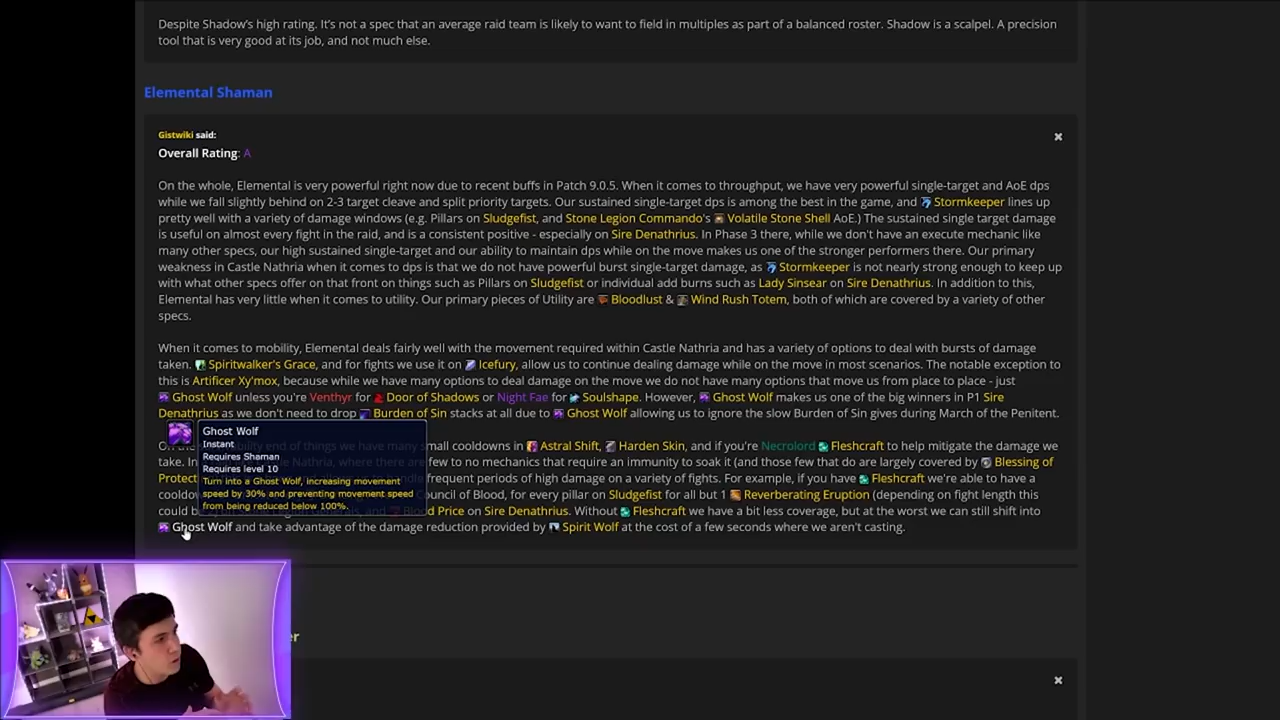 Despite Shadow's high rating. It's not a spec that an average raid team is likely to want to field in multiples as part of a balanced roster. Shadow is a scalpel. A precision
tool that is very good at its job, and not much else.
Elemental Shaman
Gistwiki said:
Overall Rating: A
On the whole, Elemental is very powerful right now due to recent buffs in Patch 9.0.5. When it comes to throughput, we have very powerful single-target and AoE dps
while we fall slightly behind on 2-3 target cleave and split priority targets. Our sustained single-target dps is among the best in the game, and Stormkeeper lines up
pretty well with a variety of damage windows (e.g. Pillars on Sludgefist, and Stone Legion Commando's Volatile Stone Shell AoE.) The sustained single target damage
is useful on almost every fight in the raid, and is a consistent positive - especially on Sire Denathrius. In Phase 3 there, while we don't have an execute mechanic like
many other specs, our high sustained single-target and our ability to maintain dps while on the move makes us one of the stronger performers there. Our primary
weakness in Castle Nathria when it comes to dps is that we do not have powerful burst single-target damage, as Stormkeeper is not nearly strong enough to keep up
with what other specs offer on that front on things such as Pillars on Sludgefist or individual add burns such as Lady Sinsear on Sire Denathrius. In addition to this,
Elemental has very little when it comes to utility. Our primary pieces of Utility are Bloodlust & Wind Rush Totem, both of which are covered by a variety of other
specs.
When it comes to mobility, Elemental deals fairly well with the movement required within Castle Nathria and has a variety of options to deal with bursts of damage
taken. Spiritwalker's Grace, and for fights we use it on Icefury, allow us to continue dealing damage while on the move in most scenarios. The notable exception to
this is Artificer Xy'mox, because while we have many options to deal damage on the move we do not have many options that move us from place to place - just
Ghost Wolf unless you're Venthyr for Door of Shadows or Night Fae for Soulshape. However, Ghost Wolf makes us one of the big winners in P1 Sire
Denathrius as we don't need to drop Burden of Sin stacks at all due to Ghost Wolf allowing us to ignore the slow Burden of Sin gives during March of the Penitent.
Ghost Wolf
Instant
Requires Shaman
Requires level 10
Turn into a Ghost Wolf, increasing movement
speed by 30% and preventing movement speed
from being reduced below 100%.
small cooldowns in Astral Shift, Harden Skin, and if you're Necrolord Fleshcraft to help mitigate the damage we
take. In few to no mechanics that require an immunity to soak it (and those few that do are largely covered by Blessing of
Protect frequent periods of high damage on a variety of fights. For example, if you have Fleshcraft we're able to have a
cooldow Council of Blood, for every pillar on Sludgefist for all but 1 Reverberating Eruption (depending on fight length this
could b Blood Price on Sire Denathrius. Without Fleshcraft we have a bit less coverage, but at the worst we can still shift into
Ghost Wolf and take advantage of the damage reduction provided by Spirit Wolf at the cost of a few seconds where we aren't casting.
er